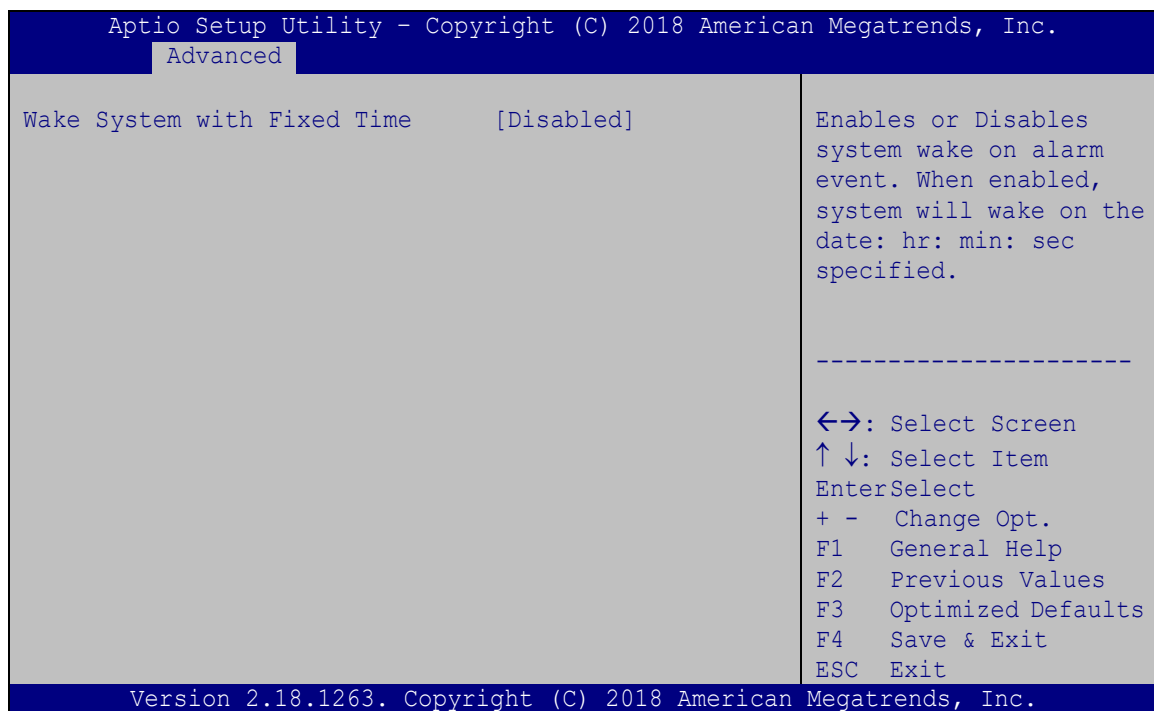 Aptio Setup Utility – Copyright (C) 2018 American Megatrends, Inc.
Advanced
Wake System with Fixed Time [Disabled]
Enables or Disables
system wake on alarm
event. When enabled,
system will wake on the
date: hr: min: sec
specified.
----------------------
←→: Select Screen
↑ ↓: Select Item
EnterSelect
+ - Change Opt.
F1 General Help
F2 Previous Values
F3 Optimized Defaults
F4 Save & Exit
ESC Exit
Version 2.18.1263. Copyright (C) 2018 American Megatrends, Inc.